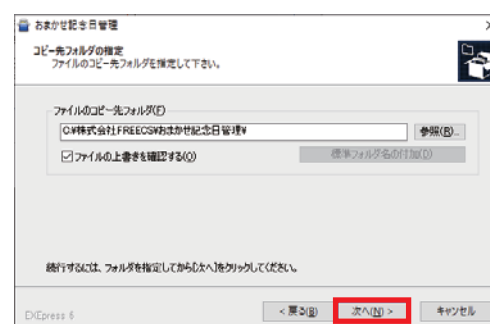 おまかせ記念日管理
コピー先フォルダの指定
ファイルのコピー先フォルダを指定して下さい。
ファイルのコピー先フォルダ(F)
C:¥株式会社FREECS¥おまかせ記念日管理¥
参照(R)...
ファイルの上書きを確認する(O)
標準フォルダ名の付加(D)
続行するには、フォルダを指定してから[次へ]をクリックしてください。
EXEpress 6
< 戻る(B)
次へ(N) >
キャンセル